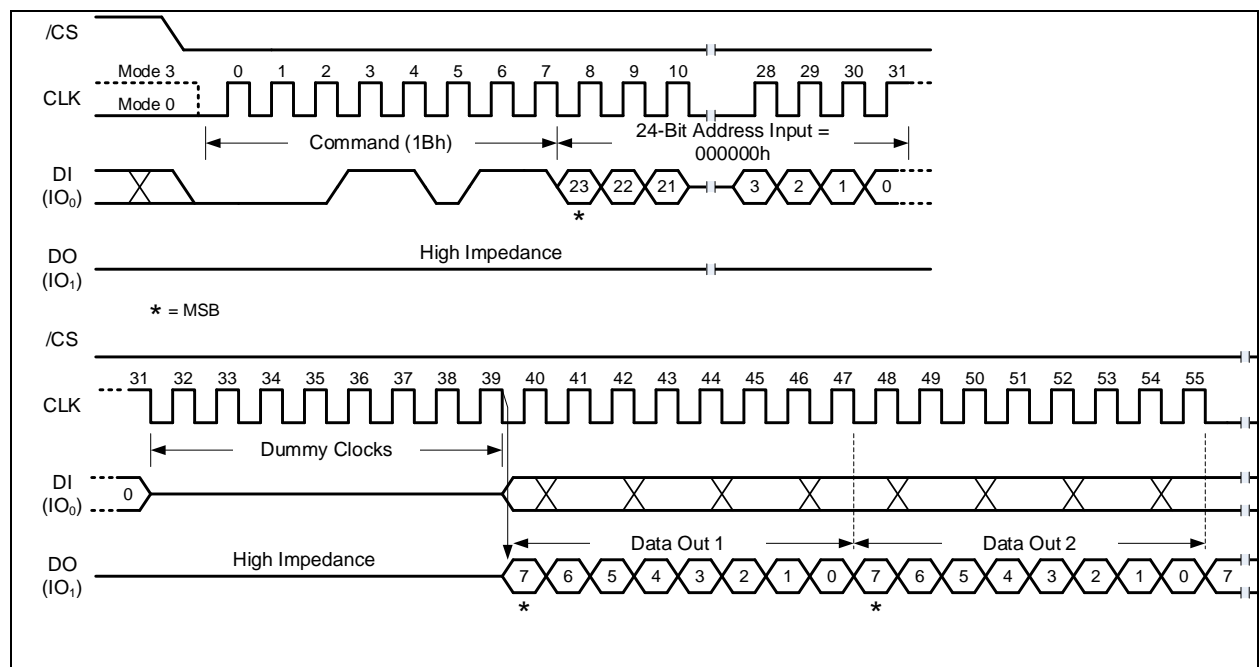 /CS
Mode 3
0 1 2 3 4 5 6 7 8 9 10 28 29 30 31
CLK
Mode 0
Command (1Bh)
24-Bit Address Input =
000000h
DI
(IO₀)
23 22 21 3 2 1 0
*
DO
(IO₁)
High Impedance
* = MSB
/CS
31 32 33 34 35 36 37 38 39 40 41 42 43 44 45 46 47 48 49 50 51 52 53 54 55
CLK
Dummy Clocks
DI
(IO₀)
0
Data Out 1 Data Out 2
DO
(IO₁)
High Impedance
7 6 5 4 3 2 1 0 7 6 5 4 3 2 1 0 7
* *